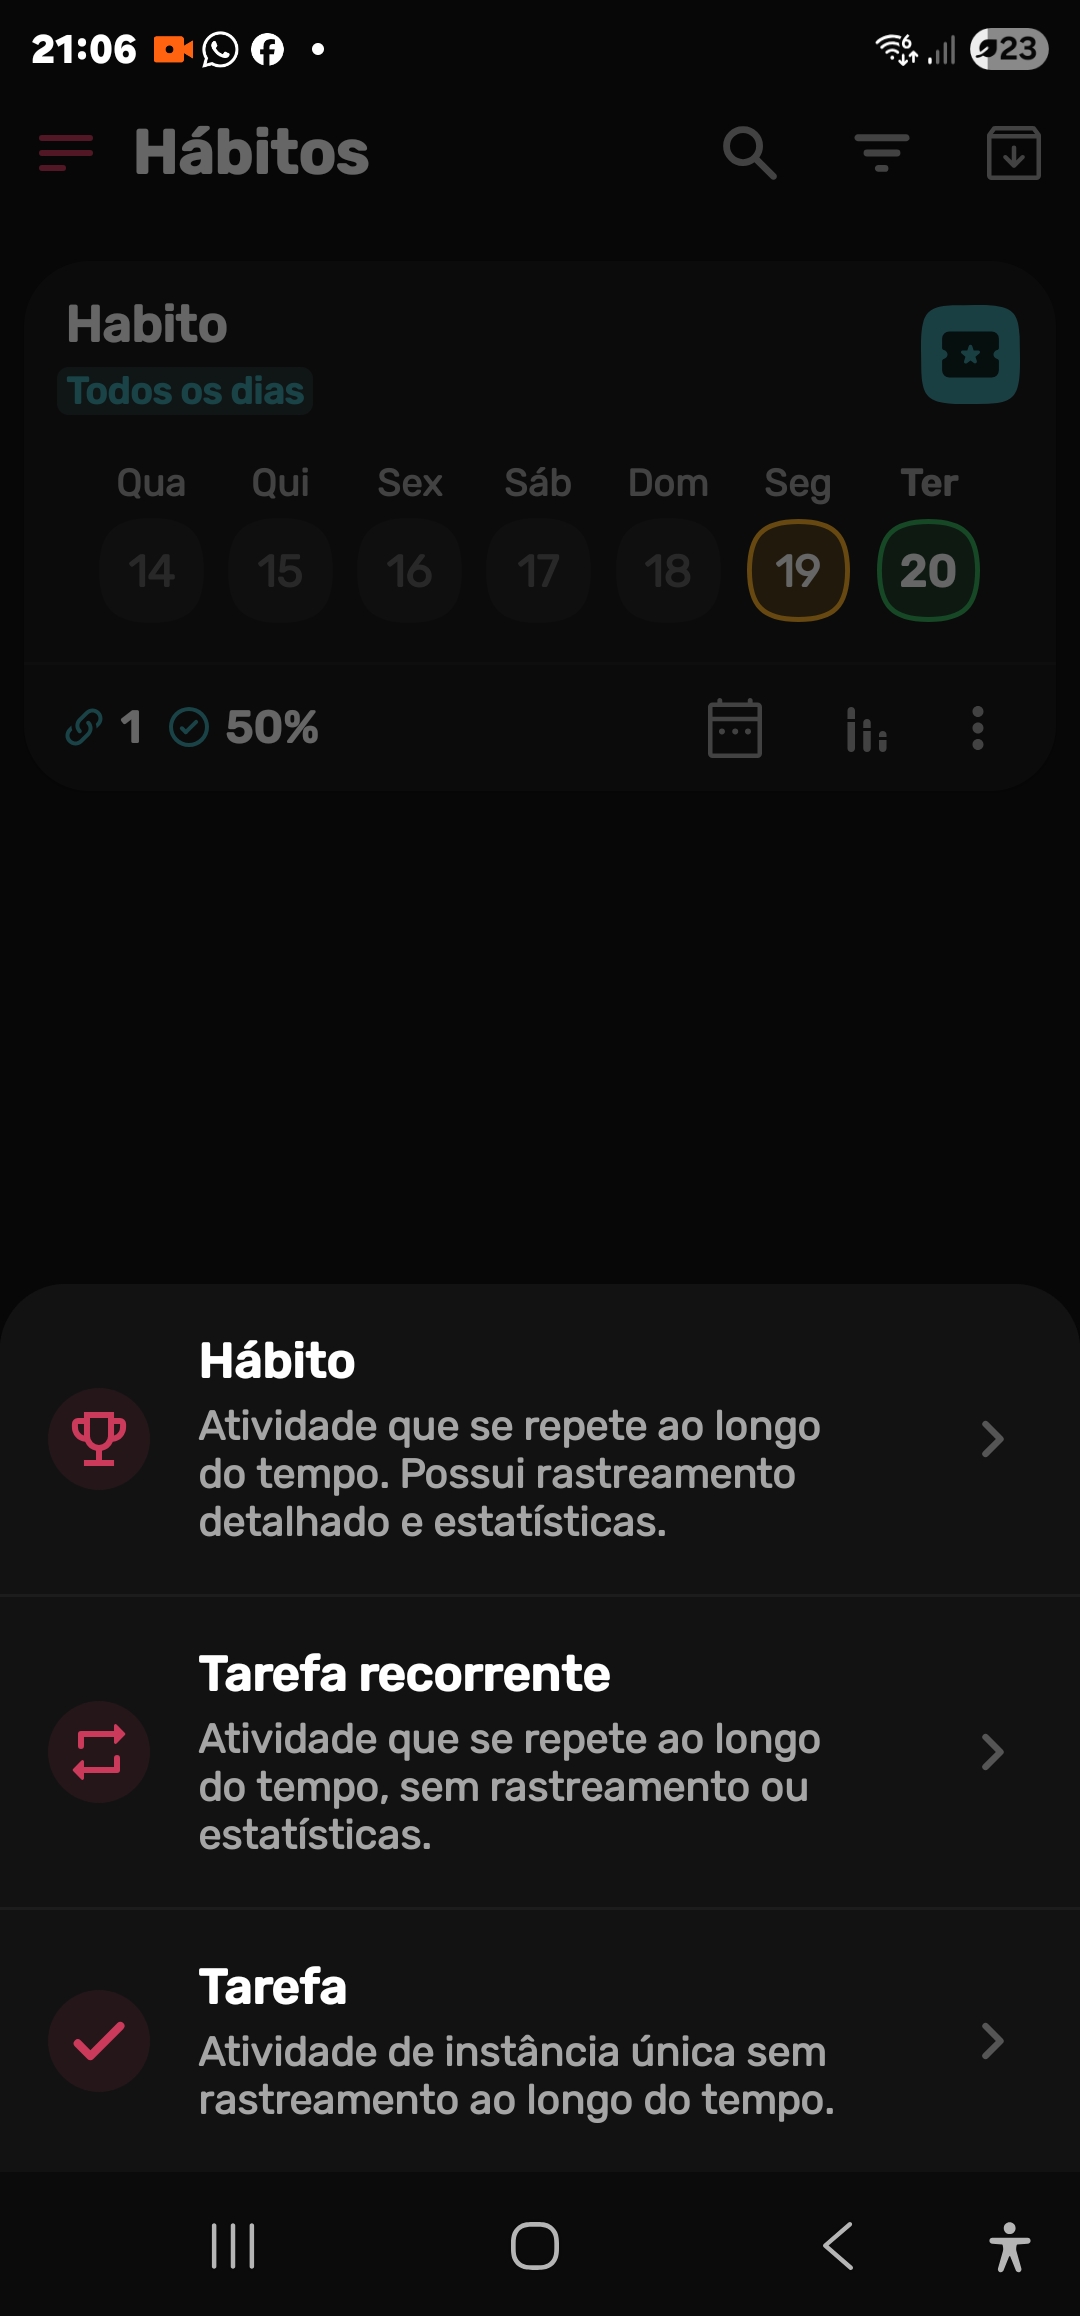 21:06
6
23
Hábitos
Habito
Todos os dias
Qua Qui Sex Sáb Dom Seg Ter
14 15 16 17 18 19 20
1 50%
Hábito
Atividade que se repete ao longo
do tempo. Possui rastreamento
detalhado e estatísticas.
Tarefa recorrente
Atividade que se repete ao longo
do tempo, sem rastreamento ou
estatísticas.
Tarefa
Atividade de instância única sem
rastreamento ao longo do tempo.